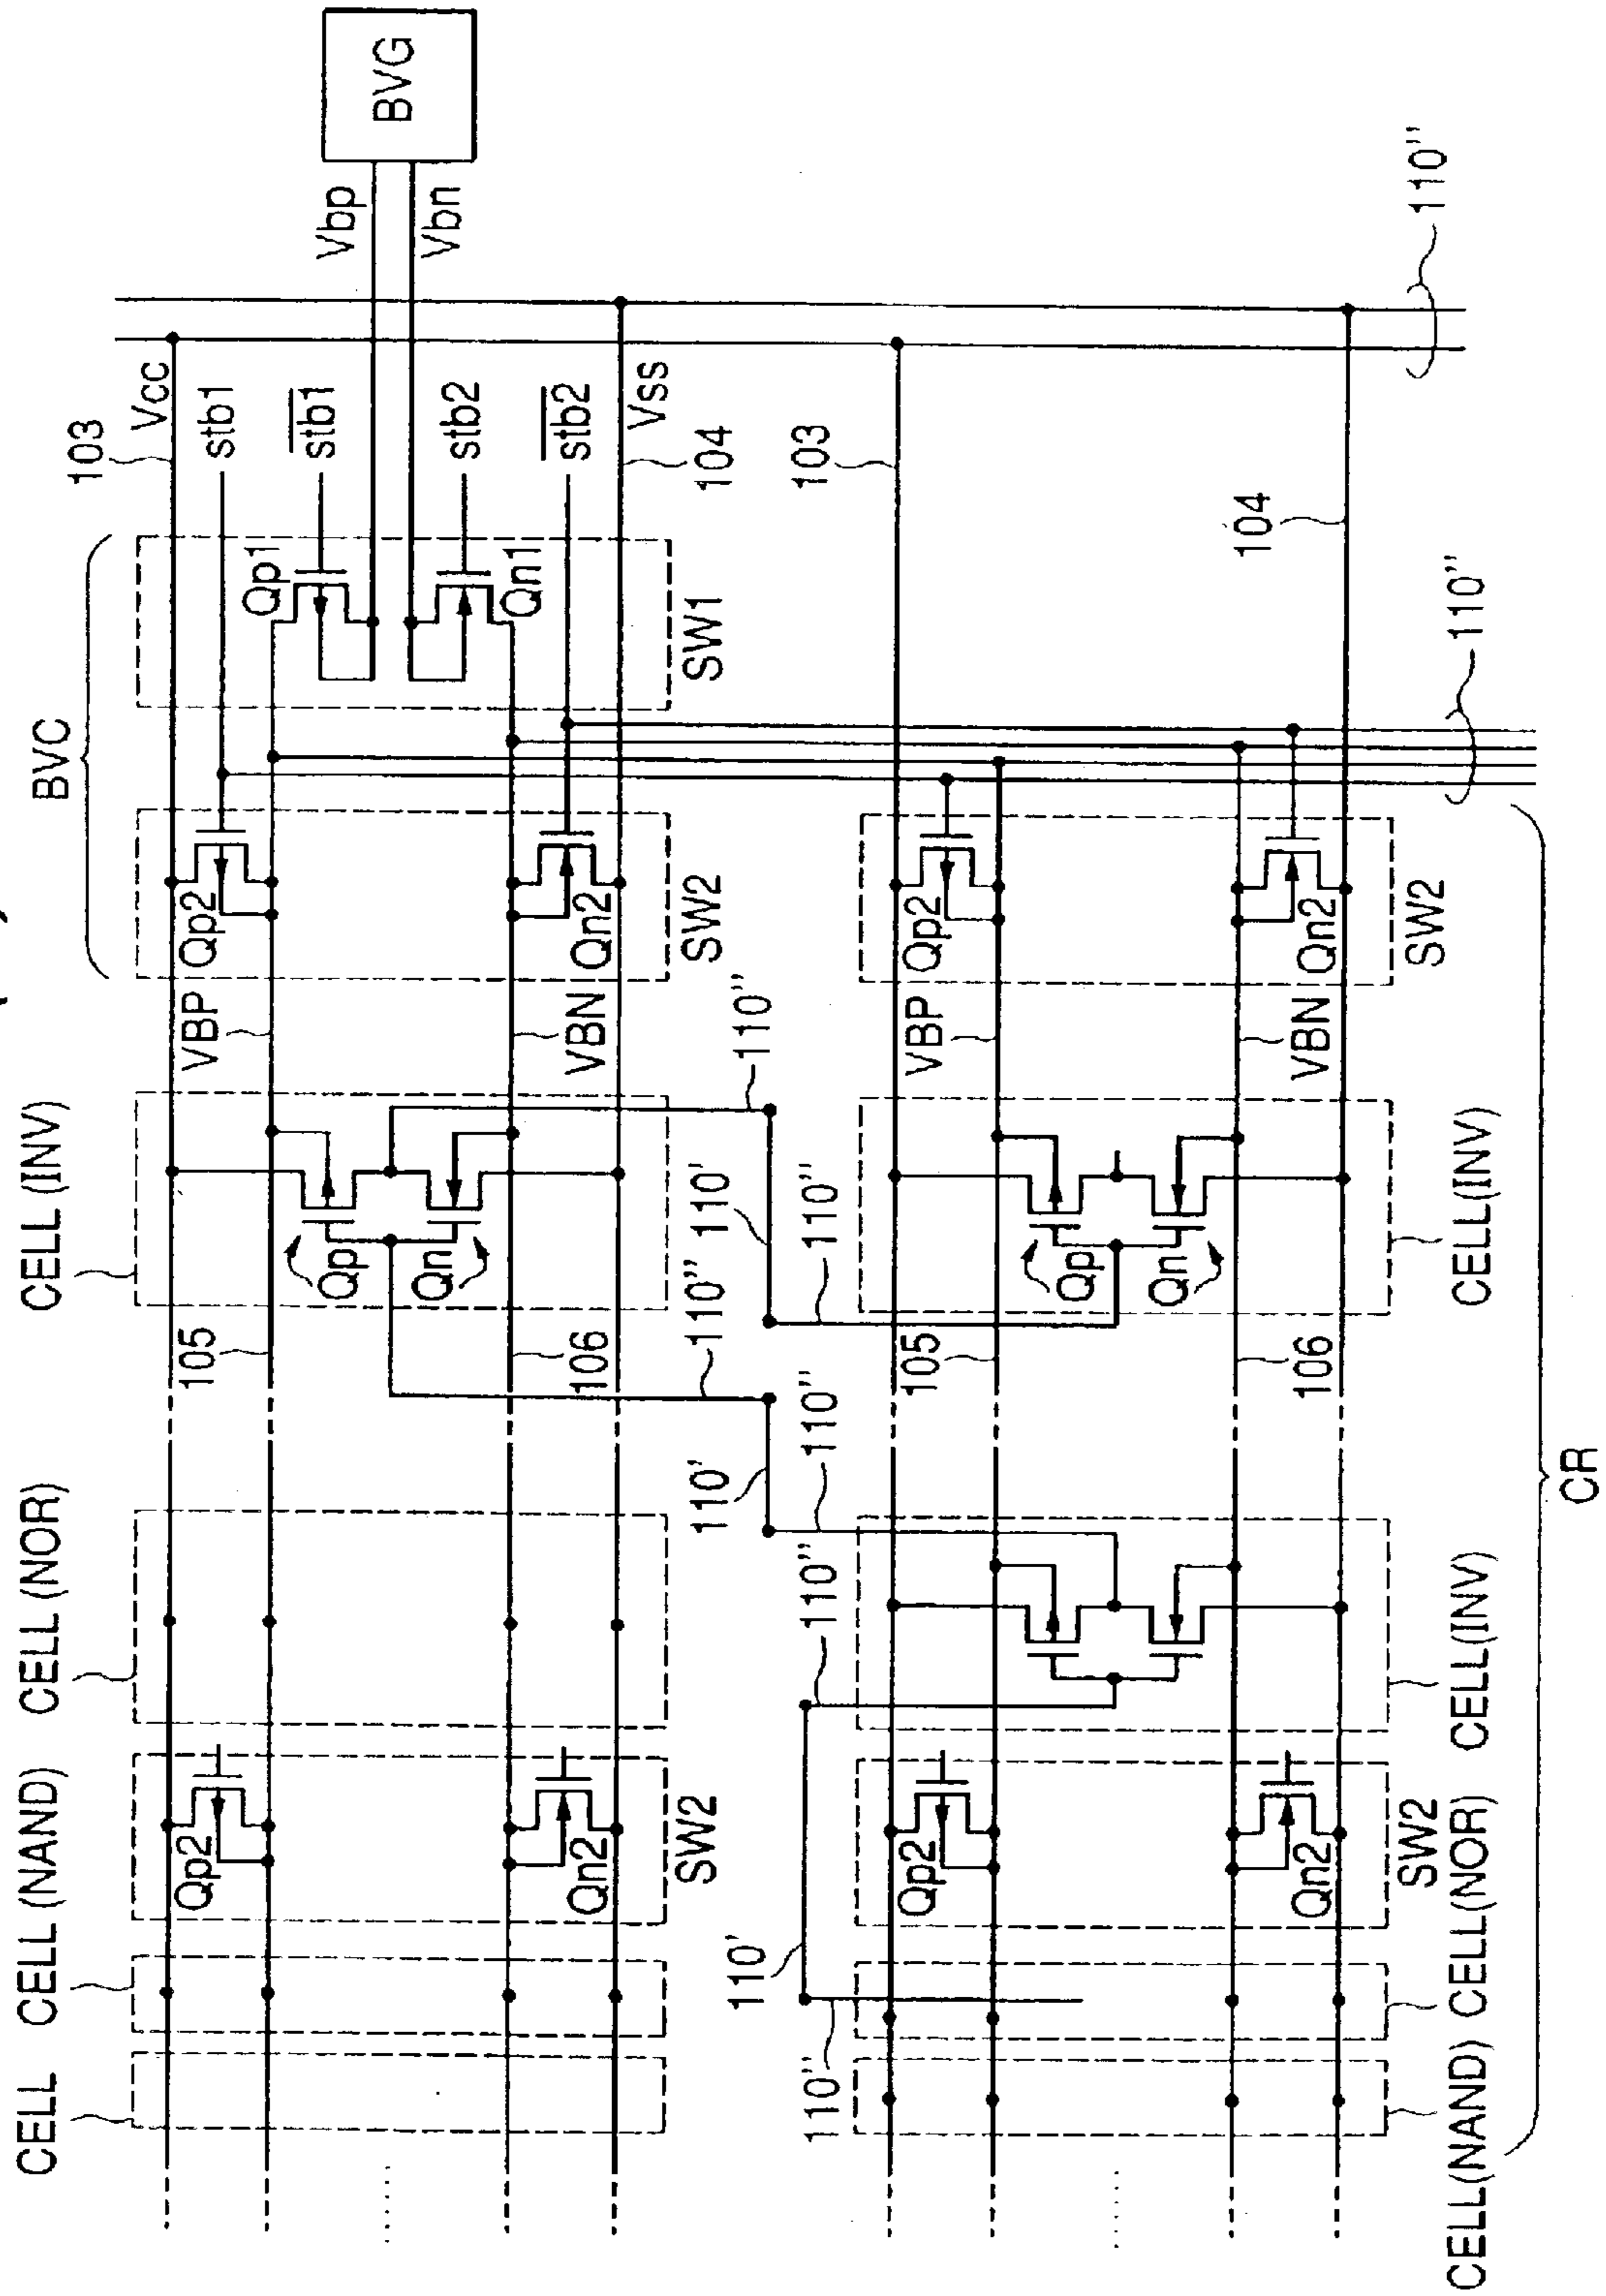 CELL
CELL (NAND)
CELL (NOR)
CELL (INV)
BVC
103
Vcc
stb1
stb1
stb2
stb2
Vss
104
Vbp
Vbn
BVG
Qp1
Qn1
SW1
Qp2
Qn2
SW2
VBP
VBN
105
106
Qp
Qn
Qp2
Qn2
SW2
110''
110'
110''
110'
110''
110''
110''
110'
110''
110''
110''
103
104
Qp2
Qn2
SW2
VBP
VBN
105
106
Qp
Qn
Qp2
Qn2
SW2
CELL(NAND)
CELL(NOR)
CELL(INV)
CELL(INV)
CR